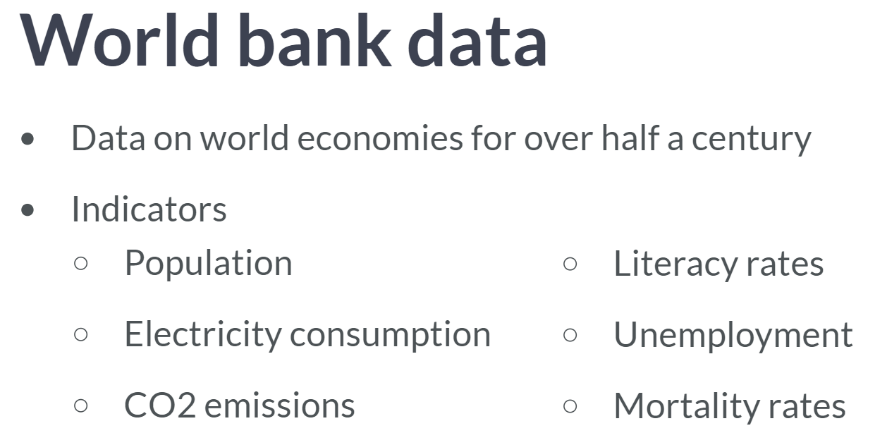 World bank data
Data on world economies for over half a century
Indicators
Population
Electricity consumption
CO2 emissions
Literacy rates
Unemployment
Mortality rates